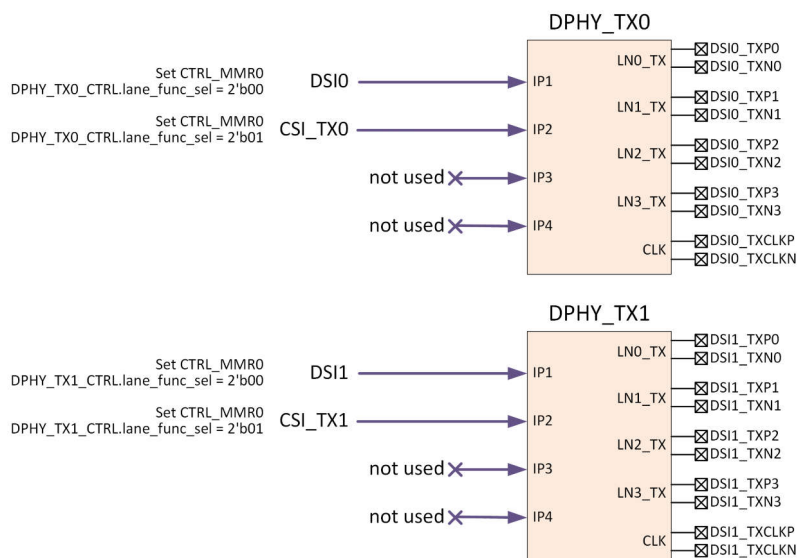 DPHY_TX0
Set CTRL_MMR0
DPHY_TX0_CTRL.lane_func_sel = 2'b00
DSI0
IP1
LN0_TX
DSI0_TXP0
DSI0_TXN0
Set CTRL_MMR0
DPHY_TX0_CTRL.lane_func_sel = 2'b01
CSI_TX0
IP2
LN1_TX
DSI0_TXP1
DSI0_TXN1
not used
IP3
LN2_TX
DSI0_TXP2
DSI0_TXN2
not used
IP4
LN3_TX
DSI0_TXP3
DSI0_TXN3
CLK
DSI0_TXCLKP
DSI0_TXCLKN
DPHY_TX1
Set CTRL_MMR0
DPHY_TX1_CTRL.lane_func_sel = 2'b00
DSI1
IP1
LN0_TX
DSI1_TXP0
DSI1_TXN0
Set CTRL_MMR0
DPHY_TX1_CTRL.lane_func_sel = 2'b01
CSI_TX1
IP2
LN1_TX
DSI1_TXP1
DSI1_TXN1
not used
IP3
LN2_TX
DSI1_TXP2
DSI1_TXN2
not used
IP4
LN3_TX
DSI1_TXP3
DSI1_TXN3
CLK
DSI1_TXCLKP
DSI1_TXCLKN